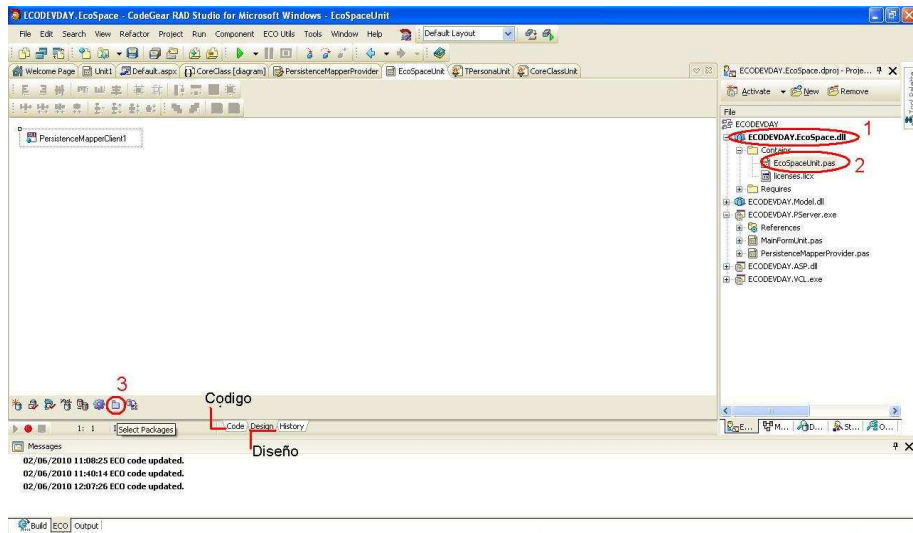 ECODEVDAY.EcoSpace - CodeGear RAD Studio for Microsoft Windows - EcoSpaceUnit
File Edit Search View Refactor Project Run Component ECO Utils Tools Window Help Default Layout
Welcome Page Unit1 Default.aspx CoreClass [diagram] PersistenceMapperProvider EcoSpaceUnit TPersonaUnit CoreClassUnit
PersistenceMapperClient1
3
Codigo
1: 1
Select Packages
Code Design History
Diseño
ECODEVDAY.EcoSpace.dproj - Proje...
Activate New Remove
File
ECODEVDAY
1
ECODEVDAY.EcoSpace.dll
Contains
EcoSpaceUnit.pas
2
licenses.licx
Requires
ECODEVDAY.Model.dll
ECODEVDAY.PServer.exe
References
MainFormUnit.pas
PersistenceMapperProvider.pas
ECODEVDAY.ASP.dll
ECODEVDAY.VCL.exe
E... M... D... St... O...
Messages
02/06/2010 11:08:25 ECO code updated.
02/06/2010 11:40:14 ECO code updated.
02/06/2010 12:07:26 ECO code updated.
Build ECO Output